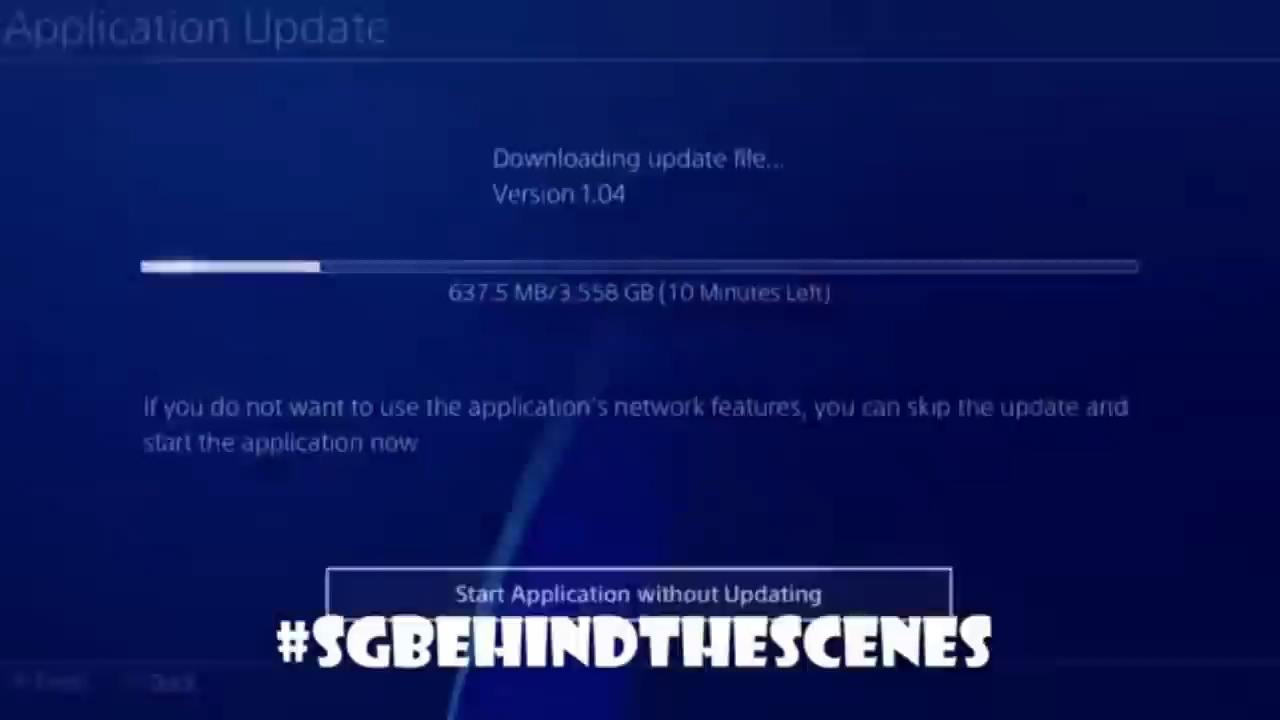 Application Update
Downloading update file...
Version 1.04
637.5 MB/3.558 GB (10 Minutes Left)
If you do not want to use the application's network features, you can skip the update and
start the application now
Start Application without Updating
#SGBEHINDTHESCENES
Back